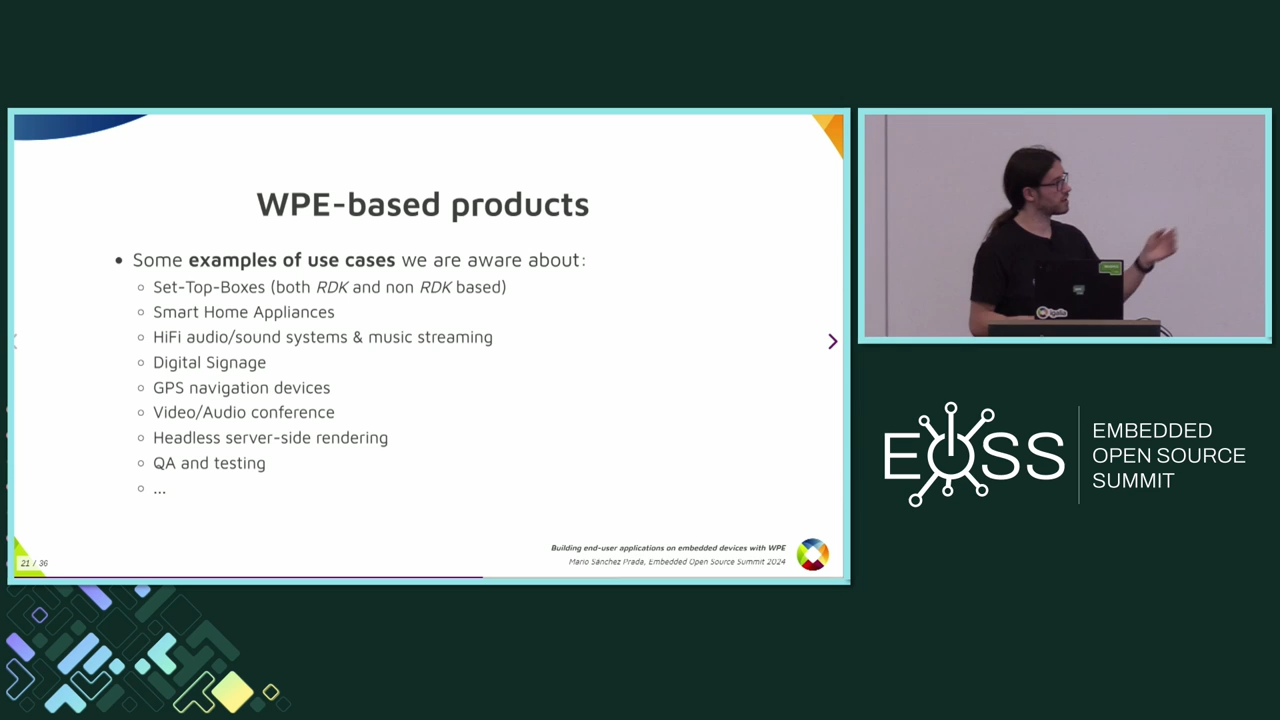 WPE-based products
• Some examples of use cases we are aware about:
◦ Set-Top-Boxes (both RDK and non RDK based)
◦ Smart Home Appliances
◦ HiFi audio/sound systems & music streaming
◦ Digital Signage
◦ GPS navigation devices
◦ Video/Audio conference
◦ Headless server-side rendering
◦ QA and testing
◦ ...
Building end-user applications on embedded devices with WPE
Mario Sánchez Prada, Embedded Open Source Summit 2024
21 / 36
igalia
EOSS
EMBEDDED
OPEN SOURCE
SUMMIT